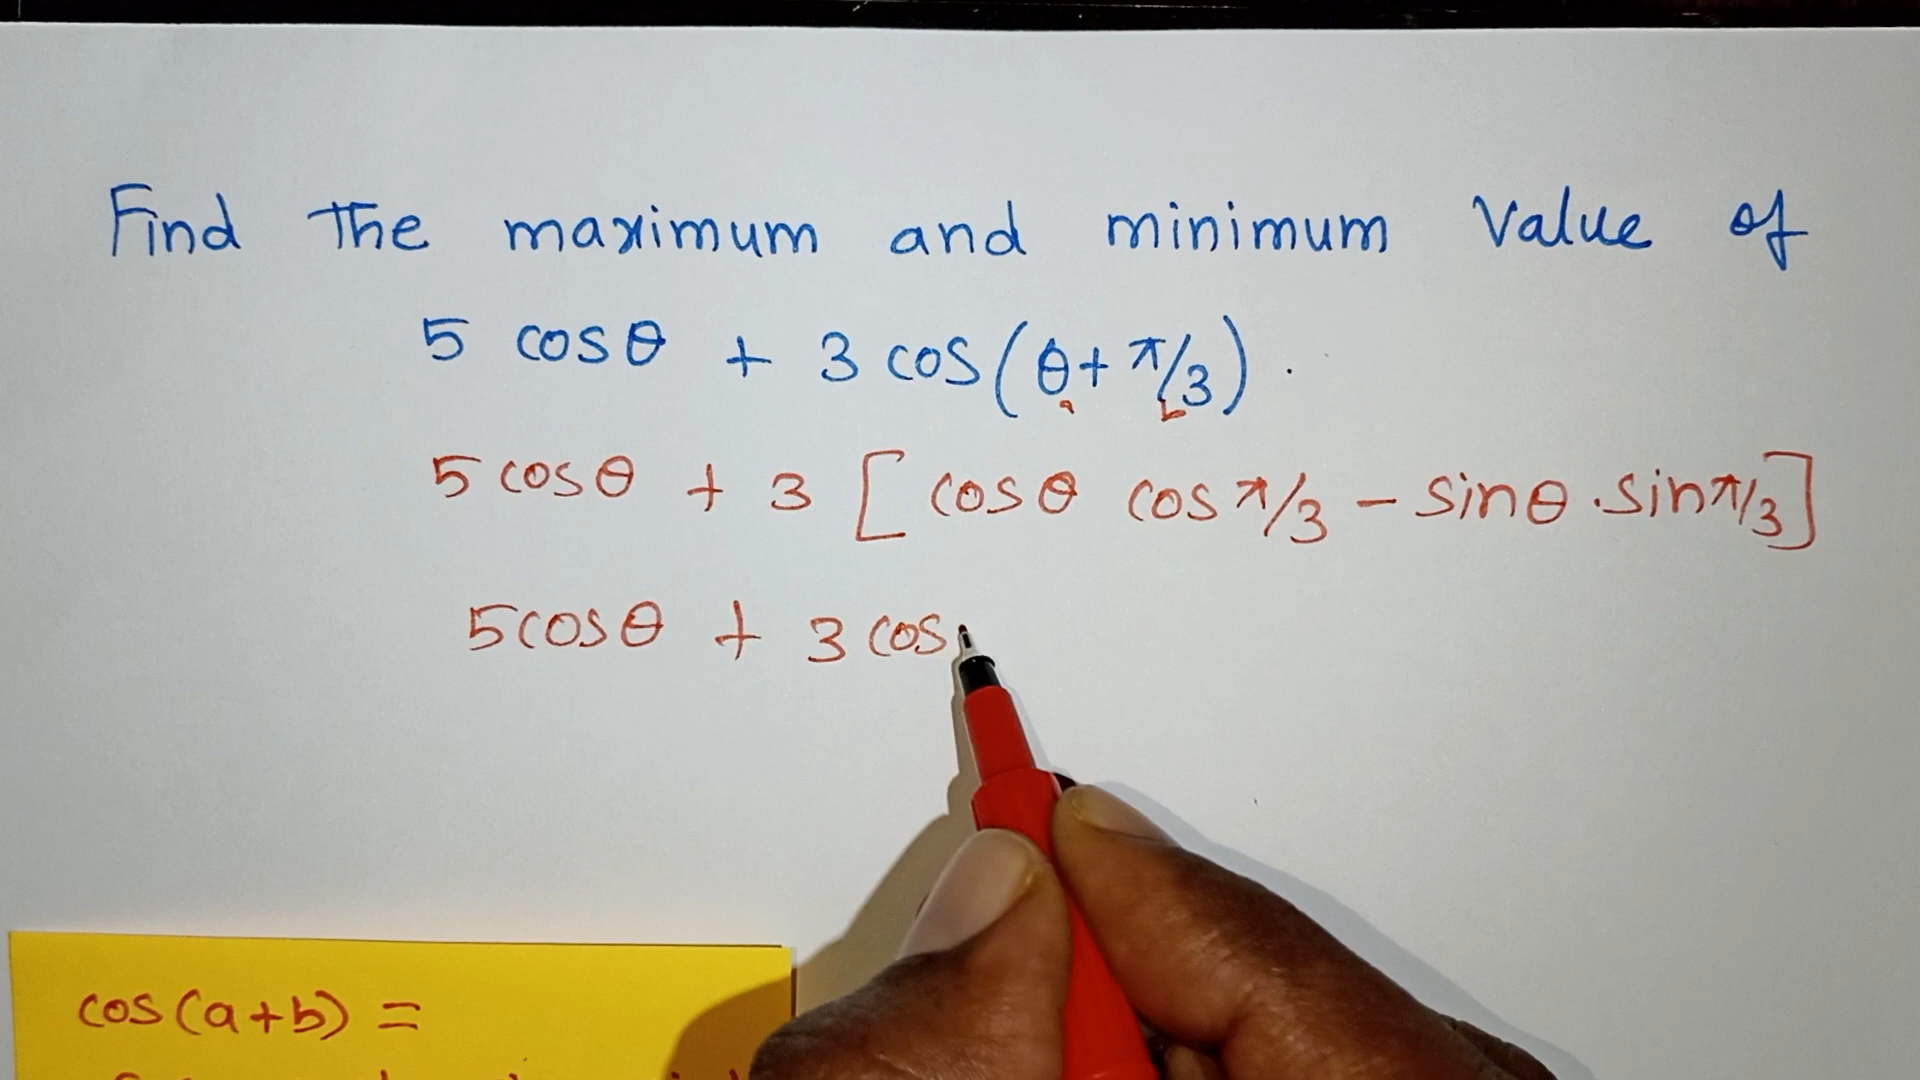 Find the maximum and minimum value of
5 cosθ + 3 cos(θ + π/3).
a b
5 cosθ + 3 [cosθ cos π/3 - sinθ . sin π/3]
5cosθ + 3 cos
cos(a+b) =